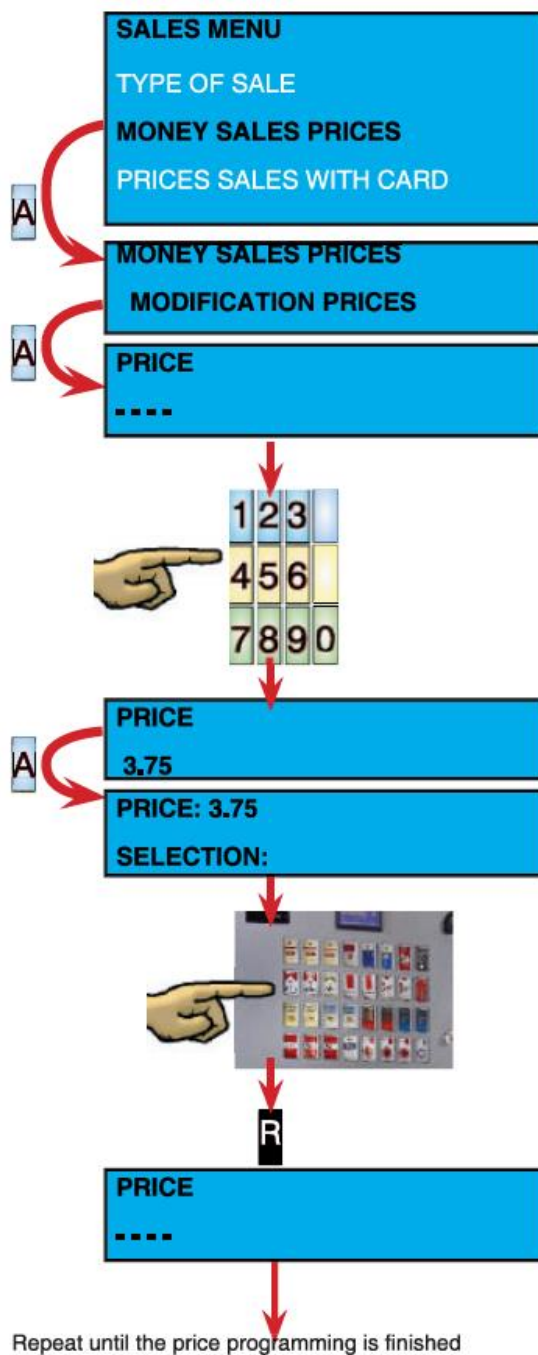 SALES MENU
TYPE OF SALE
MONEY SALES PRICES
PRICES SALES WITH CARD
A
MONEY SALES PRICES
MODIFICATION PRICES
A
PRICE
----
1 2 3
4 5 6
7 8 9 0
PRICE
3.75
A
PRICE: 3.75
SELECTION:
R
PRICE
----
Repeat until the price programming is finished